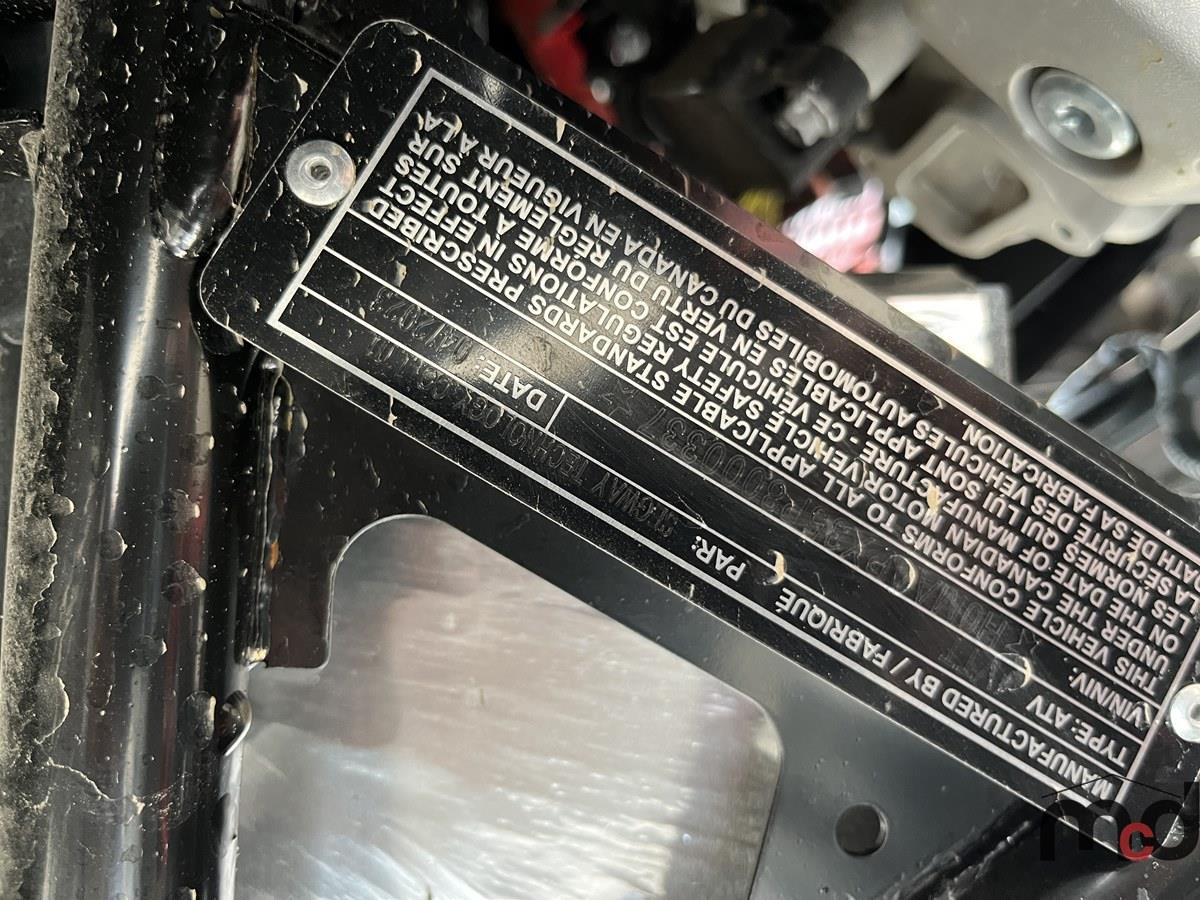 MANUFACTURED BY / FABRIQUÉ PAR: SEGWAY TECHNOLOGY CO.,LTD.
TYPE: ATV DATE: 04/2023
VIN/NIV:
THIS VEHICLE CONFORMS TO ALL APPLICABLE STANDARDS PRESCRIBED
UNDER THE CANADIAN MOTOR VEHICLE SAFETY REGULATIONS IN EFFECT
ON THE DATE OF MANUFACTURE - CE VEHICULE EST CONFORME À TOUTES
LES NORMES QUI LUI SONT APPLICABLES EN VERTU DU RÈGLEMENT SUR
LA SÉCURITÉ DES VEHICULES AUTOMOBILES DU CANADA EN VIGUEUR À LA
DATH DE SA FABRICATION.
mcd